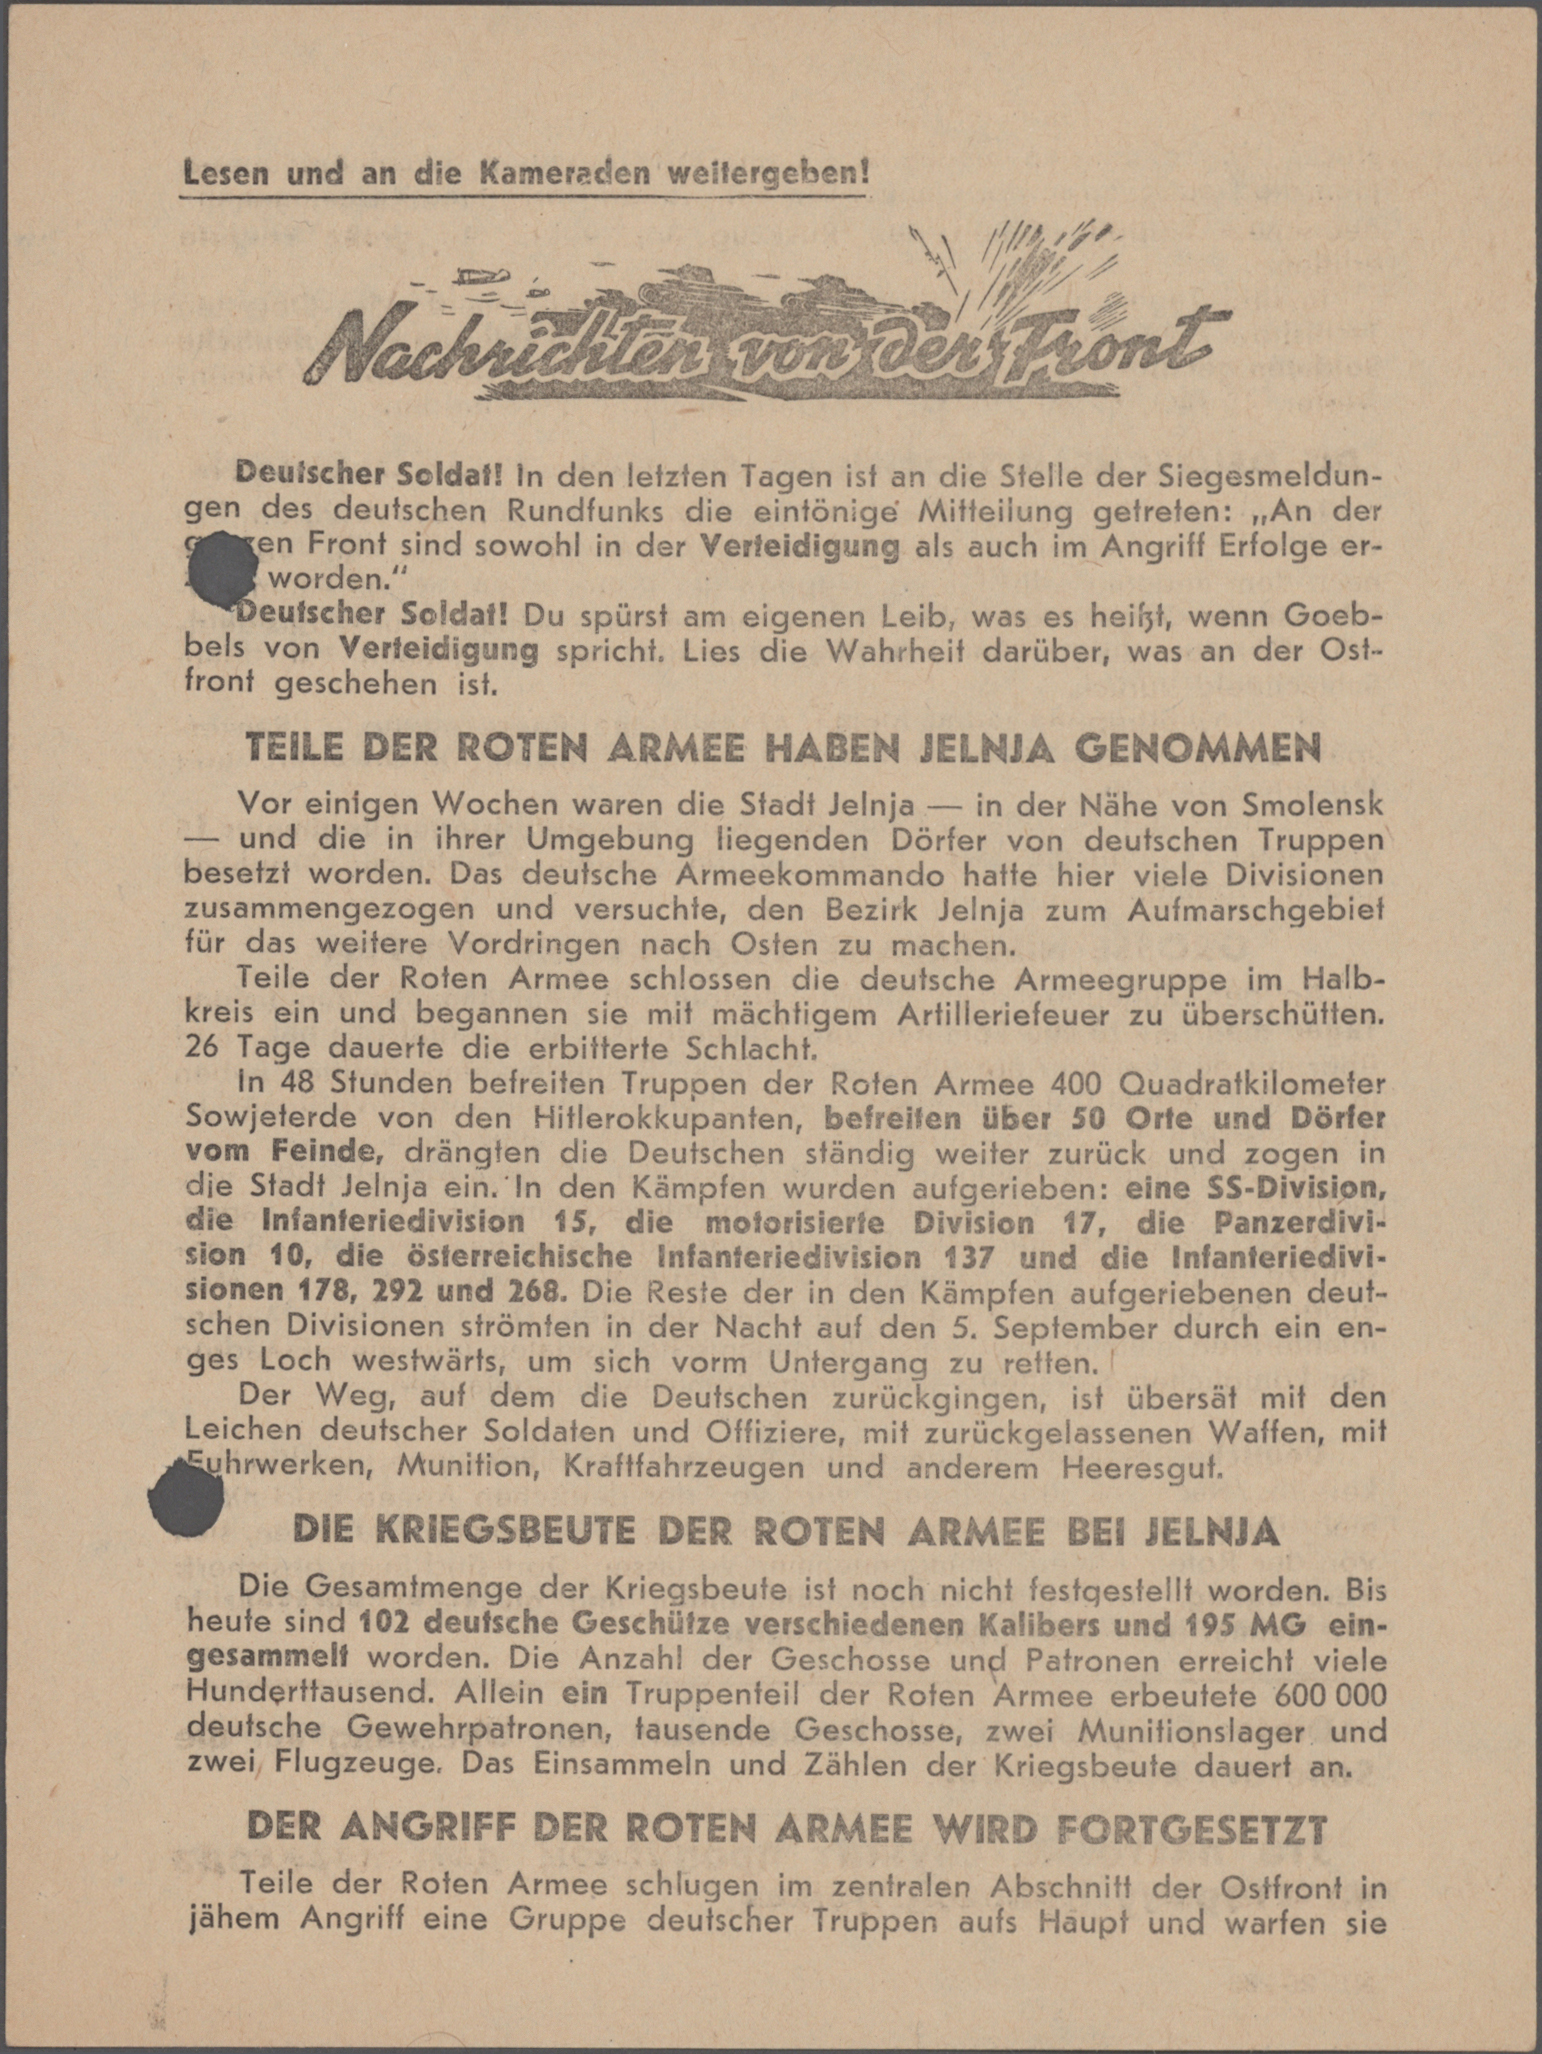 Lesen und an die Kameraden weitergeben!
Nachrichten von der Front
Deutscher Soldat! In den letzten Tagen ist an die Stelle der Siegesmeldun-
gen des deutschen Rundfunks die eintönige Mitteilung getreten: „An der
Front sind sowohl in der Verteidigung als auch im Angriff Erfolge er-
worden.“
Deutscher Soldat! Du spürst am eigenen Leib, was es heißt, wenn Goeb-
bels von Verteidigung spricht. Lies die Wahrheit darüber, was an der Ost-
front geschehen ist.
TEILE DER ROTEN ARMEE HABEN JELNJA GENOMMEN
Vor einigen Wochen waren die Stadt Jelnja — in der Nähe von Smolensk
— und die in ihrer Umgebung liegenden Dörfer von deutschen Truppen
besetzt worden. Das deutsche Armeekommando hatte hier viele Divisionen
zusammengezogen und versuchte, den Bezirk Jelnja zum Aufmarschgebiet
für das weitere Vordringen nach Osten zu machen.
Teile der Roten Armee schlossen die deutsche Armeegruppe im Halb-
kreis ein und begannen sie mit mächtigem Artilleriefeuer zu überschütten.
26 Tage dauerte die erbitterte Schlacht.
In 48 Stunden befreiten Truppen der Roten Armee 400 Quadratkilometer
Sowjeterde von den Hitlerokkupanten, befreiten über 50 Orte und Dörfer
vom Feinde, drängten die Deutschen ständig weiter zurück und zogen in
die Stadt Jelnja ein. In den Kämpfen wurden aufgerieben: eine SS-Division,
die Infanteriedivision 15, die motorisierte Division 17, die Panzerdivi-
sion 10, die österreichische Infanteriedivision 137 und die Infanteriedivi-
sionen 178, 292 und 268. Die Reste der in den Kämpfen aufgeriebenen deut-
schen Divisionen strömten in der Nacht auf den 5. September durch ein en-
ges Loch westwärts, um sich vorm Untergang zu retten.
Der Weg, auf dem die Deutschen zurückgingen, ist übersät mit den
Leichen deutscher Soldaten und Offiziere, mit zurückgelassenen Waffen, mit
Fuhrwerken, Munition, Kraftfahrzeugen und anderem Heeresgut.
DIE KRIEGSBEUTE DER ROTEN ARMEE BEI JELNJA
Die Gesamtmenge der Kriegsbeute ist noch nicht festgestellt worden. Bis
heute sind 102 deutsche Geschütze verschiedenen Kalibers und 195 MG ein-
gesammelt worden. Die Anzahl der Geschosse und Patronen erreicht viele
Hunderttausend. Allein ein Truppenteil der Roten Armee erbeutete 600 000
deutsche Gewehrpatronen, tausende Geschosse, zwei Munitionslager und
zwei Flugzeuge. Das Einsammeln und Zählen der Kriegsbeute dauert an.
DER ANGRIFF DER ROTEN ARMEE WIRD FORTGESETZT
Teile der Roten Armee schlugen im zentralen Abschnitt der Ostfront in
jähem Angriff eine Gruppe deutscher Truppen aufs Haupt und warfen sie